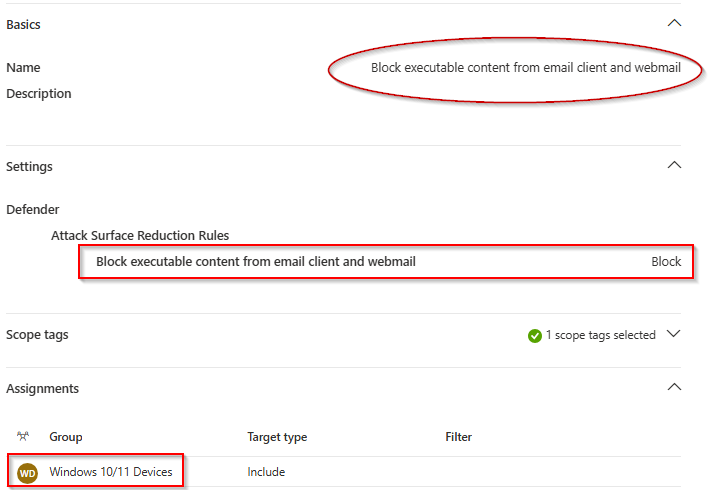 Basics
Name Block executable content from email client and webmail
Description
Settings
Defender
Attack Surface Reduction Rules
Block executable content from email client and webmail Block
Scope tags 1 scope tags selected
Assignments
Group Target type Filter
WD Windows 10/11 Devices Include